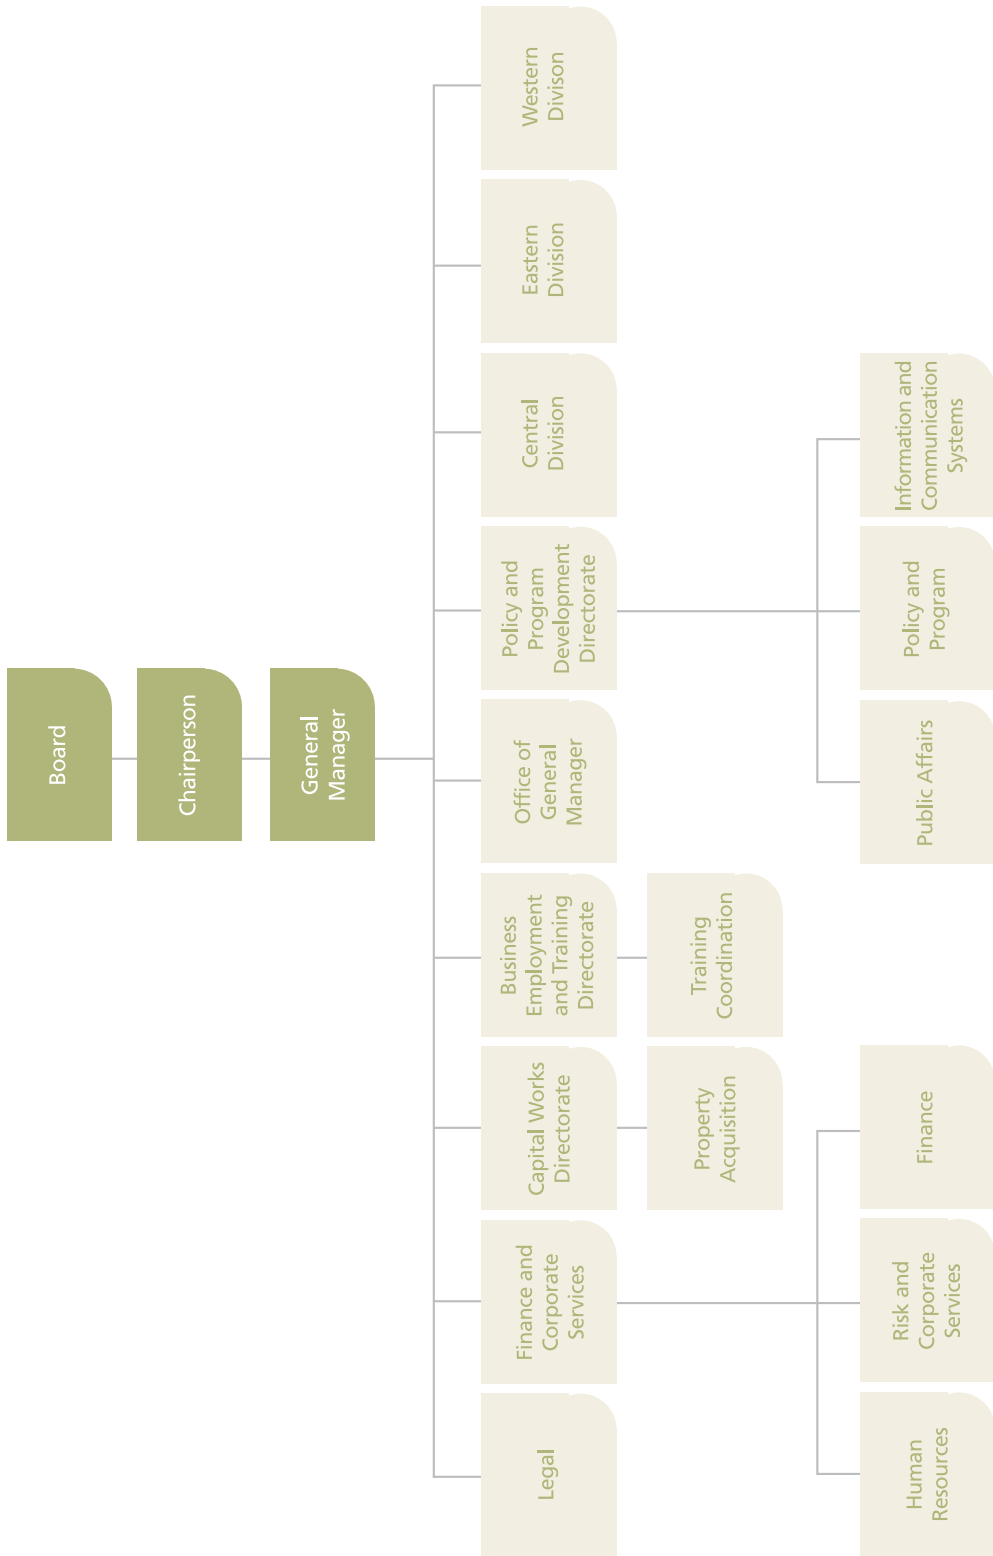 Board
Chairperson
General
Manager
Legal
Finance and
Corporate
Services
Capital Works
Directorate
Business
Employment
and Training
Directorate
Office of
General
Manager
Policy and
Program
Development
Directorate
Central
Division
Eastern
Division
Western
Divison
Property
Acquisition
Training
Coordination
Human
Resources
Risk and
Corporate
Services
Finance
Public Affairs
Policy and
Program
Information and
Communication
Systems